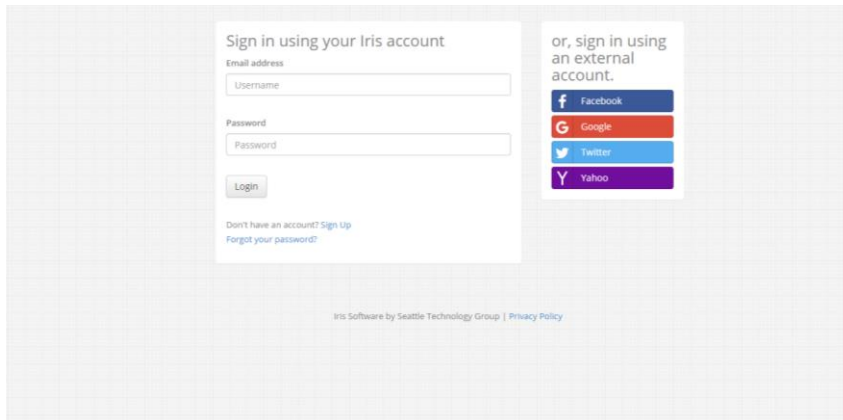 Sign in using your Iris account
Email address
Username
Password
Password
Login
Don't have an account? Sign Up
Forgot your password?
or, sign in using
an external
account.
Facebook
Google
Twitter
Yahoo
Iris Software by Seattle Technology Group | Privacy Policy